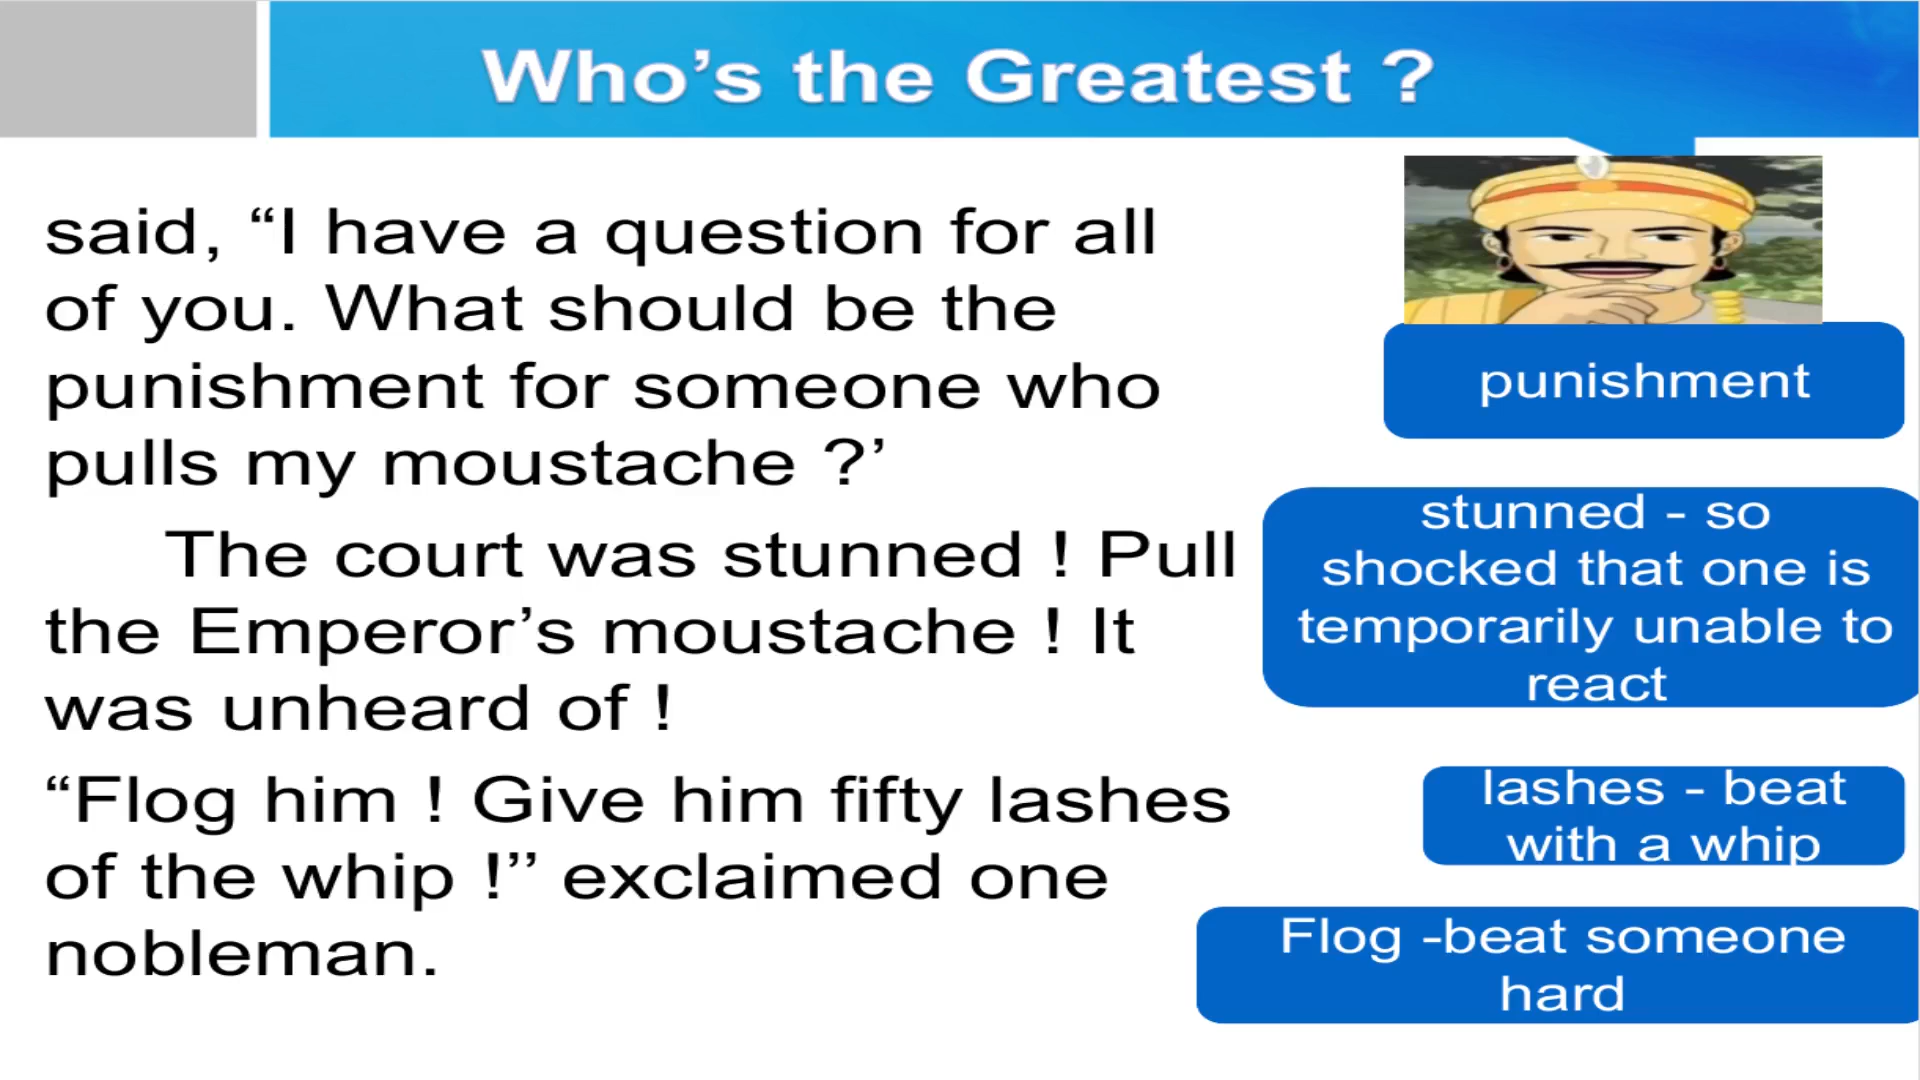 Who’s the Greatest ?
said, “I have a question for all
of you. What should be the
punishment for someone who
pulls my moustache ?’
The court was stunned ! Pull
the Emperor’s moustache ! It
was unheard of !
“Flog him ! Give him fifty lashes
of the whip !’’ exclaimed one
nobleman.
punishment
stunned - so
shocked that one is
temporarily unable to
react
lashes - beat
with a whip
Flog -beat someone
hard